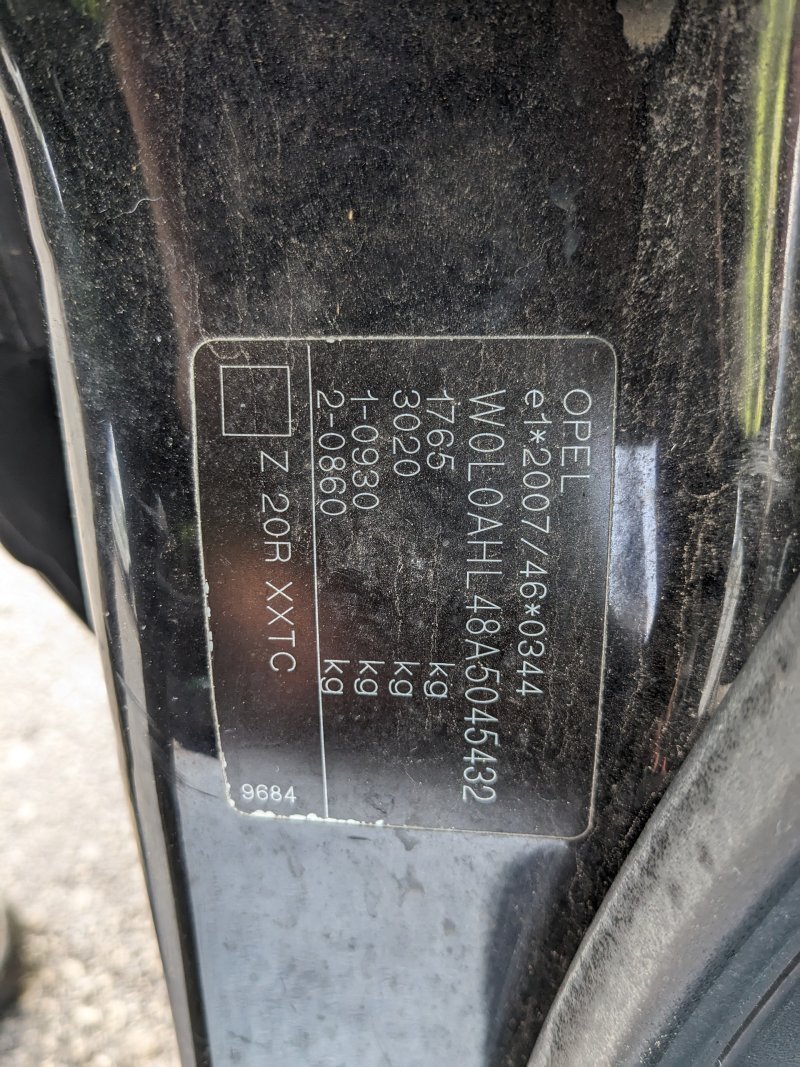 OPEL
e1*2007/46*0344
W0L0AHL48A5045432
1765 kg
3020 kg
1-0930 kg
2-0860 kg
Z 20R XXTC
9684